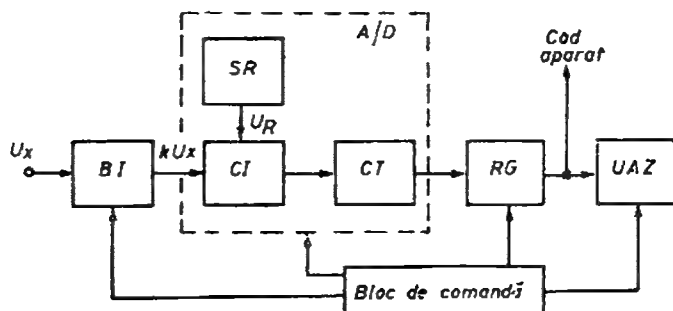 A/D
Cod
aparat
SR
U_R
Ux
BI
kUx
CI
CT
RG
UAZ
Bloc de comandă